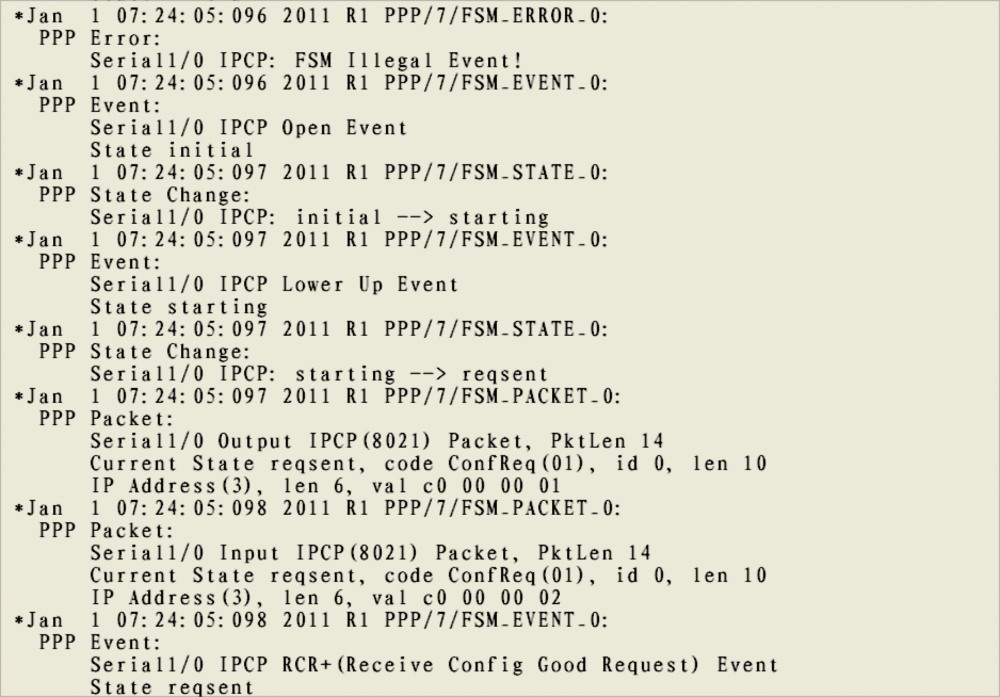 *Jan  1 07:24:05:096 2011 R1 PPP/7/FSM_ERROR_0:
  PPP Error:
      Serial1/0 IPCP: FSM Illegal Event!
*Jan  1 07:24:05:096 2011 R1 PPP/7/FSM_EVENT_0:
  PPP Event:
      Serial1/0 IPCP Open Event
      State initial
*Jan  1 07:24:05:097 2011 R1 PPP/7/FSM_STATE_0:
  PPP State Change:
      Serial1/0 IPCP: initial --> starting
*Jan  1 07:24:05:097 2011 R1 PPP/7/FSM_EVENT_0:
  PPP Event:
      Serial1/0 IPCP Lower Up Event
      State starting
*Jan  1 07:24:05:097 2011 R1 PPP/7/FSM_STATE_0:
  PPP State Change:
      Serial1/0 IPCP: starting --> reqsent
*Jan  1 07:24:05:097 2011 R1 PPP/7/FSM_PACKET_0:
  PPP Packet:
      Serial1/0 Output IPCP(8021) Packet, PktLen 14
      Current State reqsent, code ConfReq(01), id 0, len 10
      IP Address(3), len 6, val c0 00 00 01
*Jan  1 07:24:05:098 2011 R1 PPP/7/FSM_PACKET_0:
  PPP Packet:
      Serial1/0 Input IPCP(8021) Packet, PktLen 14
      Current State reqsent, code ConfReq(01), id 0, len 10
      IP Address(3), len 6, val c0 00 00 02
*Jan  1 07:24:05:098 2011 R1 PPP/7/FSM_EVENT_0:
  PPP Event:
      Serial1/0 IPCP RCR+(Receive Config Good Request) Event
      State reqsent